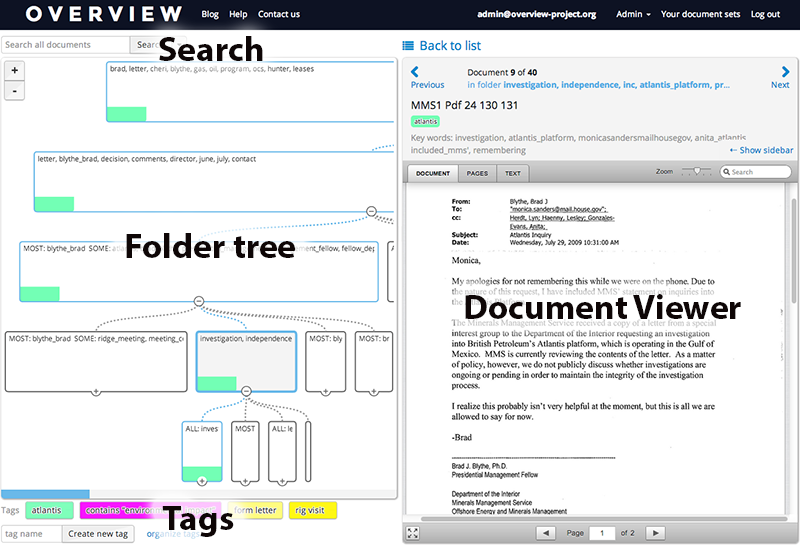 OVERVIEW
Blog Help Contact us
admin@overview-project.org Admin Your document sets Log out
Search all documents
Search
+
-
brad, letter, cheri, blythe, gas, oil, program, ocs, hunter, leases
letter, blythe_brad, decision, comments, director, june, july, contact
MOST: blythe_brad SOME:
Folder tree
MOST: blythe_brad SOME: ridge_meeting, meeting_c
investigation, independence
MOST: bly
MOST: br
ALL: inves
MOST
ALL: le
Tags atlantis contains "environ form letter rig visit
Tags
tag name Create new tag organize tags
Back to list
Previous
Document 9 of 40
in folder investigation, independence, inc, atlantis_platform, pr...
Next
MMS1 Pdf 24 130 131
atlantis
Key words: investigation, atlantis_platform, monicasandersmailhousegov, anita_atlantis
included_mms', remembering
← Show sidebar
DOCUMENT PAGES TEXT Zoom Search
From: Blythe, Brad J
To: "monica.sanders@mail.house.gov";
cc: Herdt, Lyn; Haenny, Lesley; Gonzales-
Evans, Anita;
Subject: Atlantis Inquiry
Date: Wednesday, July 29, 2009 10:31:00 AM
Monica,
My apologies for not remembering this while we were on the phone. Due to
the nature of this request, I have included MMS' statement on inquiries into
the
Document Viewer
The Minerals Management Service received a copy of a letter from a special
interest group to the Department of the Interior requesting an investigation
into British Petroleum's Atlantis platform, which is operating in the Gulf of
Mexico. MMS is currently reviewing the contents of the letter. As a matter
of policy, however, we do not publicly discuss whether investigations are
ongoing or pending in order to maintain the integrity of the investigation
process.
I realize this probably isn't very helpful at the moment, but this is all we are
allowed to say for now.
-Brad
Brad J. Blythe, Ph.D.
Presidential Management Fellow
Department of the Interior
Minerals Management Service
Offshore Energy and Minerals Management
Page 1 of 2